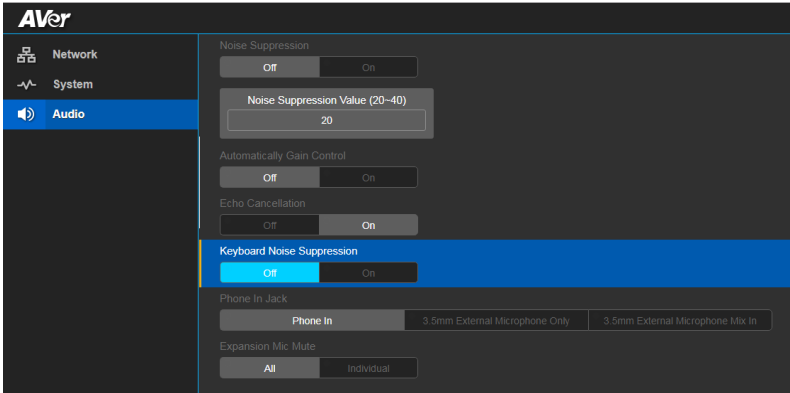 AVer
Network
System
Audio
Noise Suppression
Off On
Noise Suppression Value (20~40)
20
Automatically Gain Control
Off On
Echo Cancellation
Off On
Keyboard Noise Suppression
Off On
Phone In Jack
Phone In 3.5mm External Microphone Only 3.5mm External Microphone Mix In
Expansion Mic Mute
All Individual